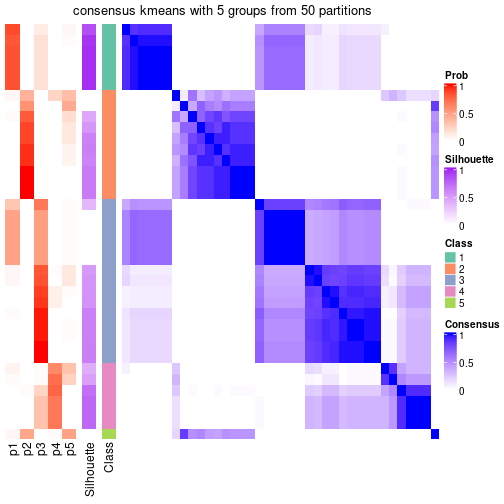 consensus kmeans with 5 groups from 50 partitions
Prob
1
0.5
0
Silhouette
1
0.5
0
Class
1
2
3
4
5
Consensus
1
0.5
0
p1
p2
p3
p4
p5
Silhouette
Class